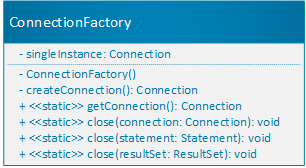 ConnectionFactory
- singleInstance: Connection
- ConnectionFactory()
- createConnection(): Connection
+ <<static>> getConnection(): Connection
+ <<static>> close(connection: Connection): void
+ <<static>> close(statement: Statement): void
+ <<static>> close(resultSet: ResultSet): void